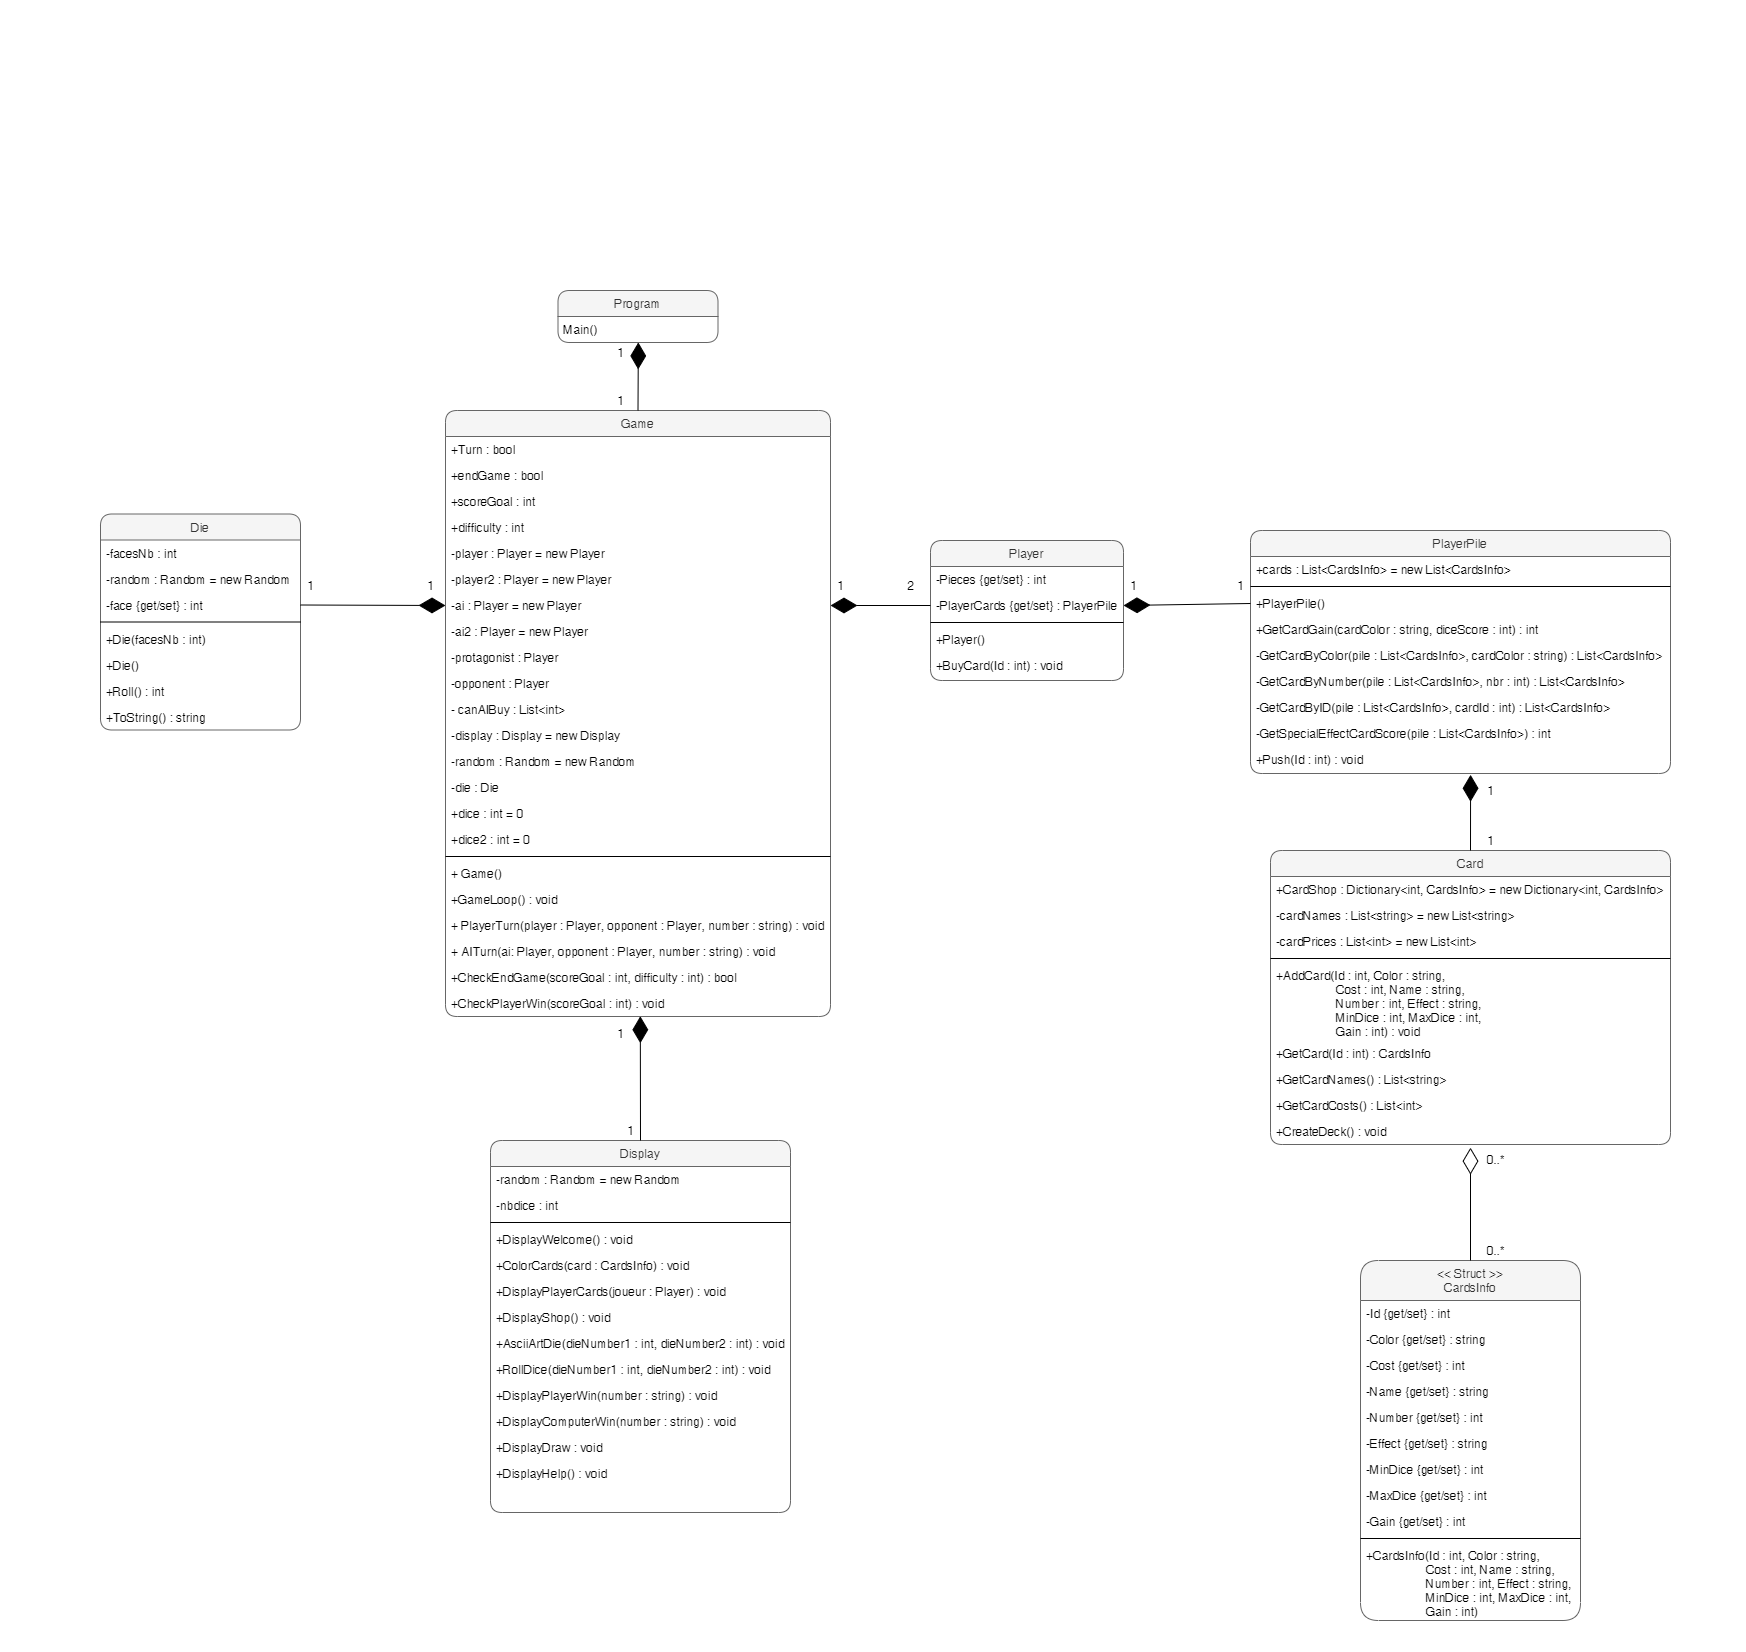 Program
Main()
1
1
Game
+Turn : bool
+endGame : bool
+scoreGoal : int
+difficulty : int
-player : Player = new Player
-player2 : Player = new Player
-ai : Player = new Player
-ai2 : Player = new Player
-protagonist : Player
-opponent : Player
- canAIBuy : List<int>
-display : Display = new Display
-random : Random = new Random
-die : Die
+dice : int = 0
+dice2 : int = 0
+ Game()
+GameLoop() : void
+ PlayerTurn(player : Player, opponent : Player, number : string) : void
+ AITurn(ai: Player, opponent : Player, number : string) : void
+CheckEndGame(scoreGoal : int, difficulty : int) : bool
+CheckPlayerWin(scoreGoal : int) : void
Die
-facesNb : int
-random : Random = new Random
-face {get/set} : int
+Die(facesNb : int)
+Die()
+Roll() : int
+ToString() : string
1
1
1
2
Player
-Pieces {get/set} : int
-PlayerCards {get/set} : PlayerPile
+Player()
+BuyCard(Id : int) : void
1
1
PlayerPile
+cards : List<CardsInfo> = new List<CardsInfo>
+PlayerPile()
+GetCardGain(cardColor : string, diceScore : int) : int
-GetCardByColor(pile : List<CardsInfo>, cardColor : string) : List<CardsInfo>
-GetCardByNumber(pile : List<CardsInfo>, nbr : int) : List<CardsInfo>
-GetCardByID(pile : List<CardsInfo>, cardId : int) : List<CardsInfo>
-GetSpecialEffectCardScore(pile : List<CardsInfo>) : int
+Push(Id : int) : void
1
1
Card
+CardShop : Dictionary<int, CardsInfo> = new Dictionary<int, CardsInfo>
-cardNames : List<string> = new List<string>
-cardPrices : List<int> = new List<int>
+AddCard(Id : int, Color : string,
Cost : int, Name : string,
Number : int, Effect : string,
MinDice : int, MaxDice : int,
Gain : int) : void
+GetCard(Id : int) : CardsInfo
+GetCardNames() : List<string>
+GetCardCosts() : List<int>
+CreateDeck() : void
0..*
0..*
<< Struct >>
CardsInfo
-Id {get/set} : int
-Color {get/set} : string
-Cost {get/set} : int
-Name {get/set} : string
-Number {get/set} : int
-Effect {get/set} : string
-MinDice {get/set} : int
-MaxDice {get/set} : int
-Gain {get/set} : int
+CardsInfo(Id : int, Color : string,
Cost : int, Name : string,
Number : int, Effect : string,
MinDice : int, MaxDice : int,
Gain : int)
1
1
Display
-random : Random = new Random
-nbdice : int
+DisplayWelcome() : void
+ColorCards(card : CardsInfo) : void
+DisplayPlayerCards(joueur : Player) : void
+DisplayShop() : void
+AsciiArtDie(dieNumber1 : int, dieNumber2 : int) : void
+RollDice(dieNumber1 : int, dieNumber2 : int) : void
+DisplayPlayerWin(number : string) : void
+DisplayComputerWin(number : string) : void
+DisplayDraw : void
+DisplayHelp() : void